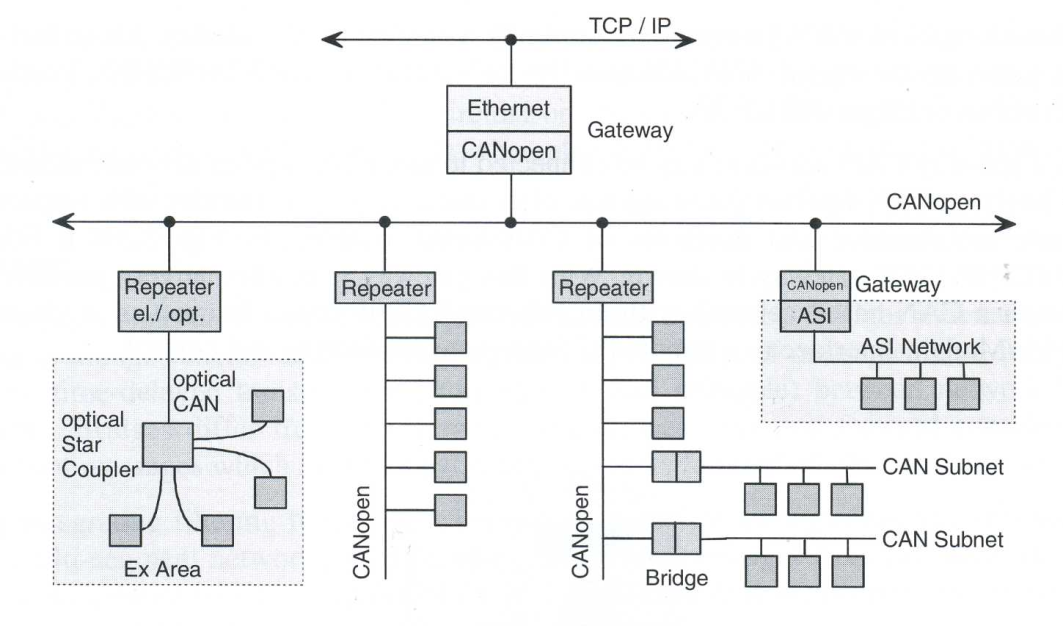 TCP / IP
Ethernet
CANopen
Gateway
CANopen
Repeater
el./ opt.
Repeater
Repeater
CANopen
Gateway
ASI
ASI Network
optical
CAN
optical
Star
Coupler
Ex Area
CANopen
CANopen
CAN Subnet
CAN Subnet
Bridge